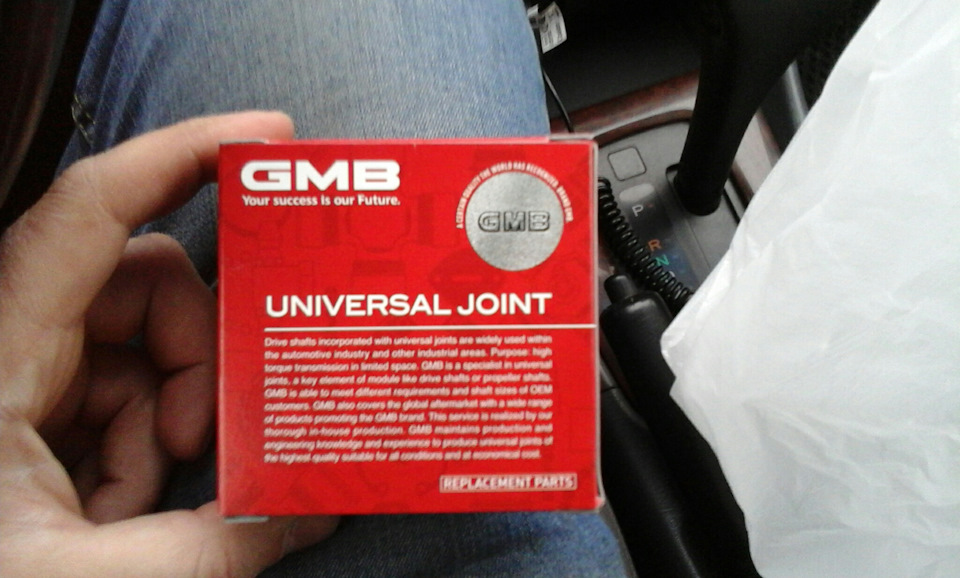 GMB
Your success is our Future.
A CERTAIN QUALITY THE WORLD HAS RECOGNIZED. BRAND GMB
GMB
UNIVERSAL JOINT
Drive shafts incorporated with universal joints are widely used within
the automotive industry and other industrial areas. Purpose: high
torque transmission in limited space. GMB is a specialist in universal
joints, a key element of module like drive shafts or propeller shafts.
GMB is able to meet different requirements and shaft sizes of OEM
customers. GMB also covers the global aftermarket with a wide range
of products promoting the GMB brand. This service is realized by our
thorough in-house production. GMB maintains production and
engineering knowledge and experience to produce universal joints of
the highest quality suitable for all conditions and at economical cost.
REPLACEMENT PARTS
P
R
N